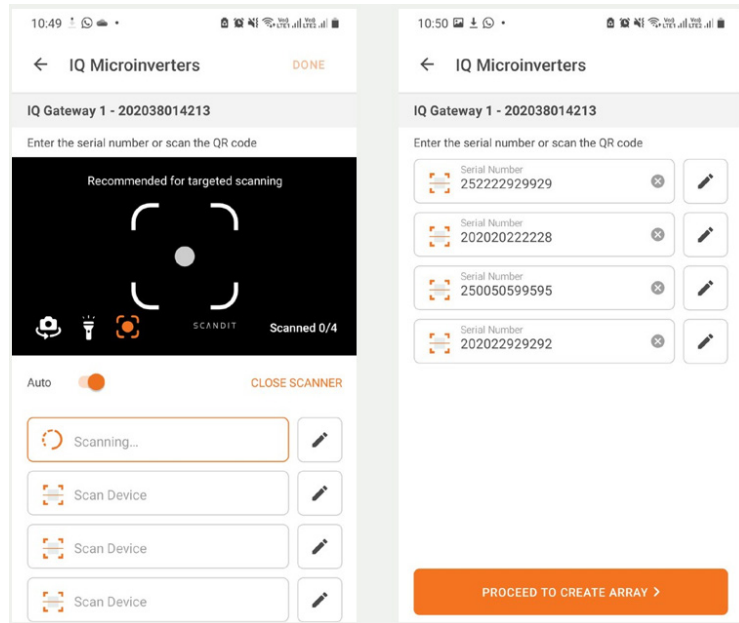 10:49
IQ Microinverters
DONE
IQ Gateway 1 - 202038014213
Enter the serial number or scan the QR code
Recommended for targeted scanning
SCANDIT
Scanned 0/4
Auto
CLOSE SCANNER
Scanning...
Scan Device
Scan Device
Scan Device
10:50
IQ Microinverters
IQ Gateway 1 - 202038014213
Enter the serial number or scan the QR code
Serial Number
252222929929
Serial Number
202020222228
Serial Number
250050599595
Serial Number
202022929292
PROCEED TO CREATE ARRAY >